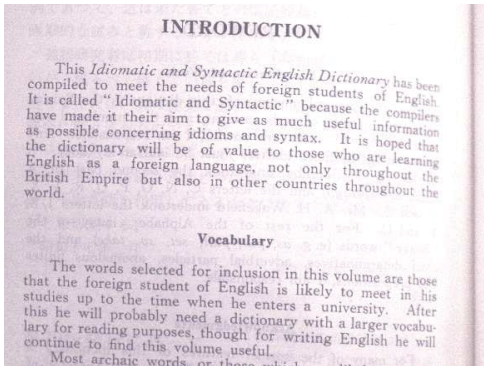 INTRODUCTION
This Idiomatic and Syntactic English Dictionary has been
compiled to meet the needs of foreign students of English.
It is called “ Idiomatic and Syntactic ” because the compilers
have made it their aim to give as much useful information
as possible concerning idioms and syntax. It is hoped that
the dictionary will be of value to those who are learning
English as a foreign language, not only throughout the
British Empire but also in other countries throughout the
world.
Vocabulary
The words selected for inclusion in this volume are those
that the foreign student of English is likely to meet in his
studies up to the time when he enters a university. After
this he will probably need a dictionary with a larger vocabu-
lary for reading purposes, though for writing English he will
continue to find this volume useful.
Most archaic words, or those which